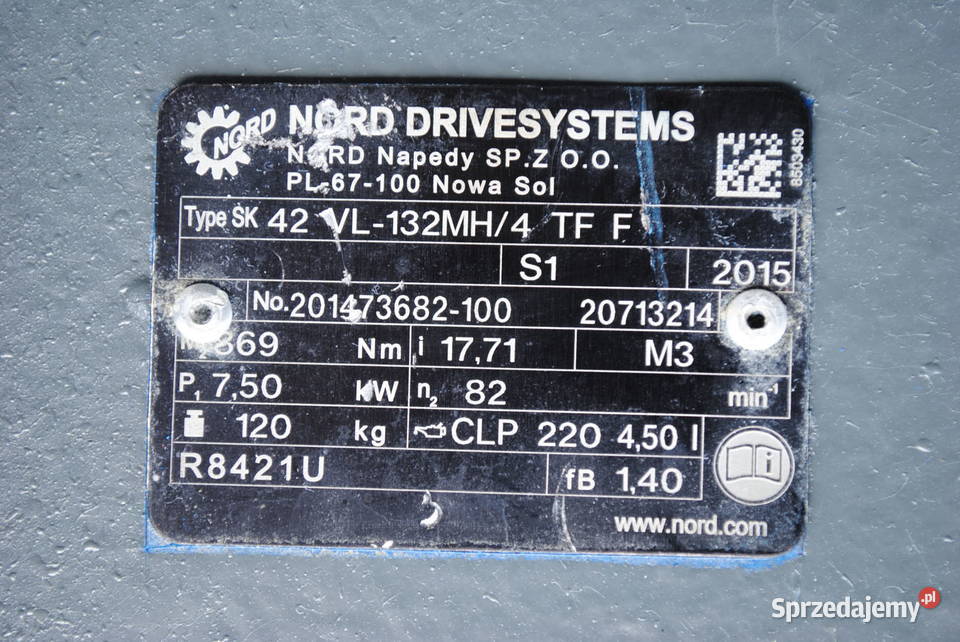 NORD
NORD DRIVESYSTEMS
NORD Napedy SP.Z O.O.
PL-67-100 Nowa Sol
8503430
Type SK 42 VL-132MH/4 TF F
S1 2015
No.201473682-100 20713214
M₂ 869 Nm i 17,71 M3
P₁ 7,50 kW n₂ 82 min⁻¹
120 kg CLP 220 4,50 l
R8421U fB 1,40
i
www.nord.com
Sprzedajemy.pl